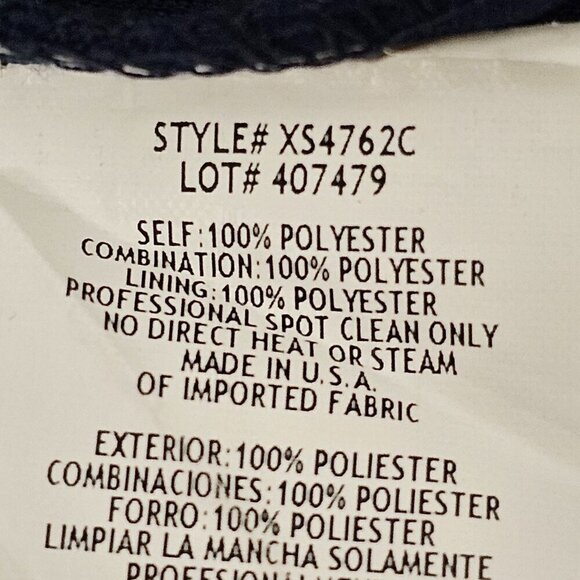 STYLE# XS4762C
LOT# 407479
SELF:100% POLYESTER
COMBINATION:100% POLYESTER
LINING:100% POLYESTER
PROFESSIONAL SPOT CLEAN ONLY
NO DIRECT HEAT OR STEAM
MADE IN U.S.A.
OF IMPORTED FABRIC
EXTERIOR:100% POLIESTER
COMBINACIONES:100% POLIESTER
FORRO:100% POLIESTER
LIMPIAR LA MANCHA SOLAMENTE